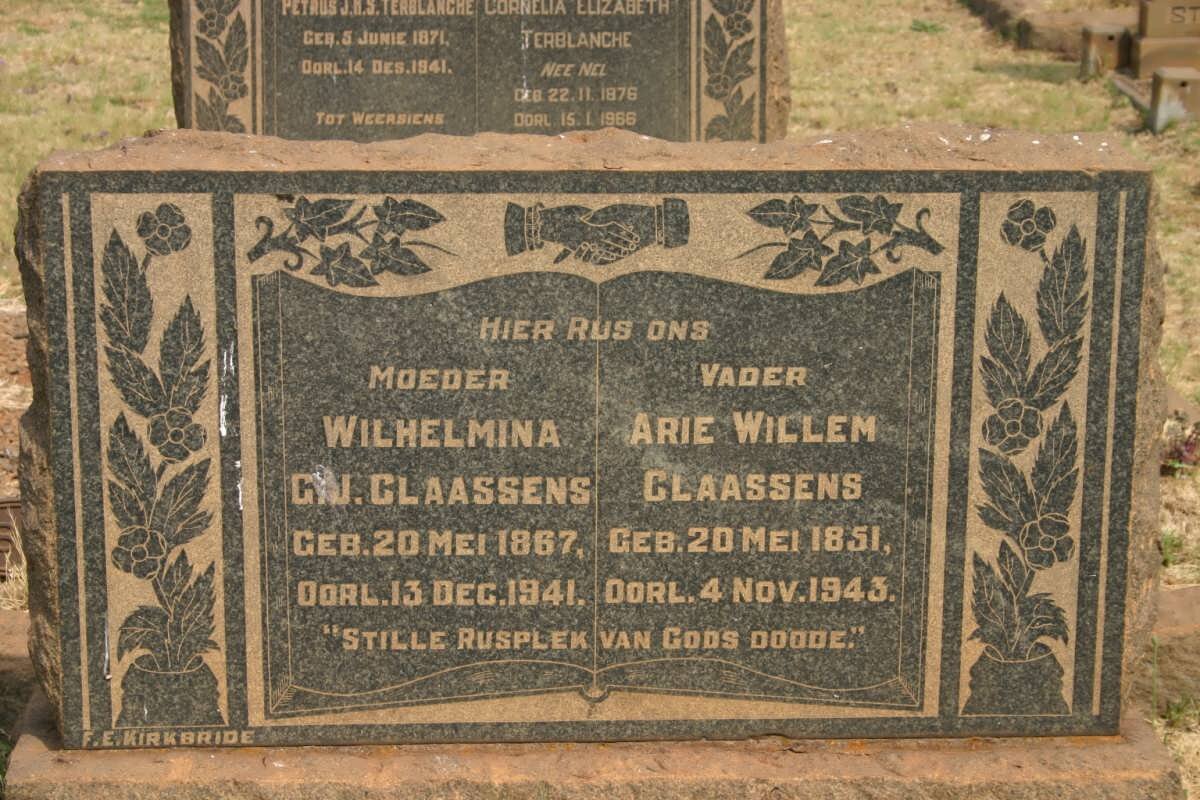 PETRUS J.H.S. TERBLANCHE
GEB. 5 JUNIE 1871,
OORL. 14 DES. 1941.
TOT WEERSIENS
CORNELIA ELIZABETH
TERBLANCHE
NEE NEL
GEB 22.11.1876
OORL 15.1.1966
ST
HIER RUS ONS
MOEDER
WILHELMINA
C.J. CLAASSENS
GEB. 20 MEI 1867,
OORL. 13 DEC. 1941.
VADER
ARIE WILLEM
CLAASSENS
GEB. 20 MEI 1851,
OORL. 4 NOV. 1943.
"STILLE RUSPLEK VAN GODS DOODE."
F. E. KIRKBRIDE